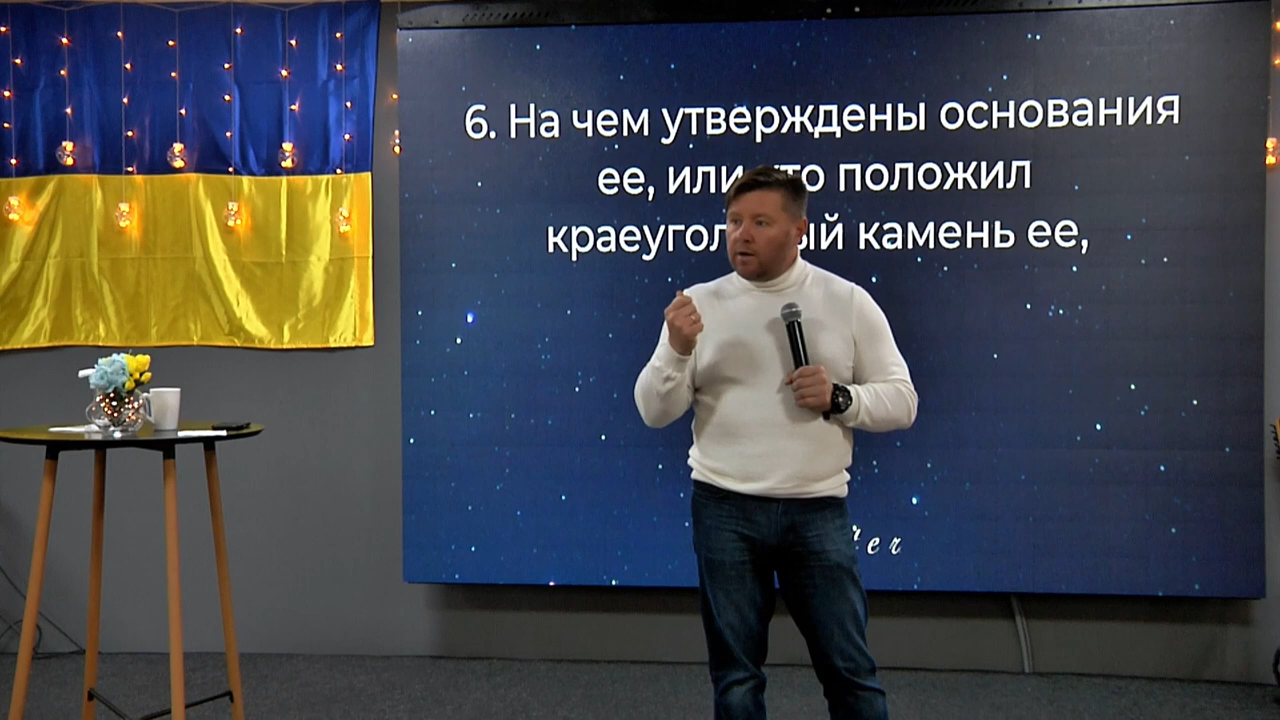 6. На чем утверждены основания
ее, или положил
камень ее,